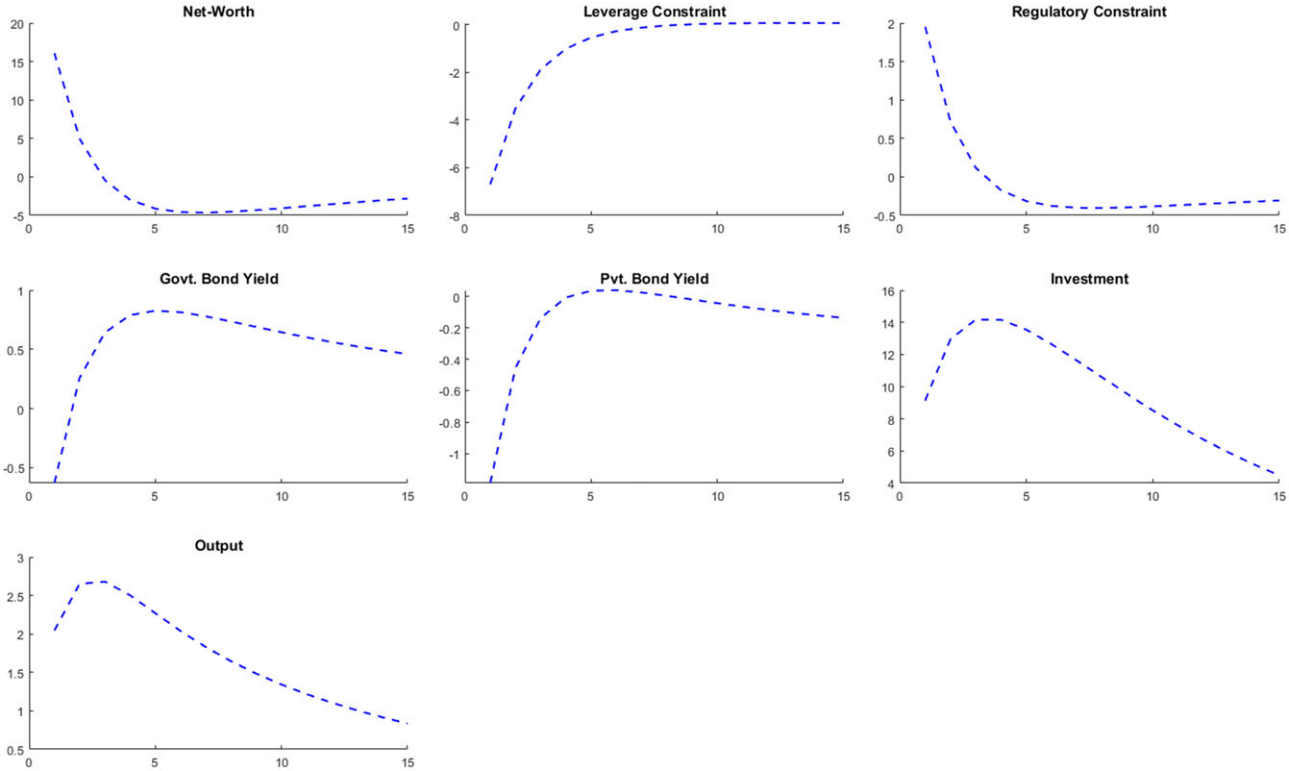 Net-Worth
20
15
10
5
0
-5
0 5 10 15
Leverage Constraint
0
-2
-4
-6
-8
0 5 10 15
Regulatory Constraint
2
1.5
1
0.5
0
-0.5
0 5 10 15
Govt. Bond Yield
1
0.5
0
-0.5
0 5 10 15
Pvt. Bond Yield
0
-0.2
-0.4
-0.6
-0.8
-1
0 5 10 15
Investment
16
14
12
10
8
6
4
0 5 10 15
Output
3
2.5
2
1.5
1
0.5
0 5 10 15